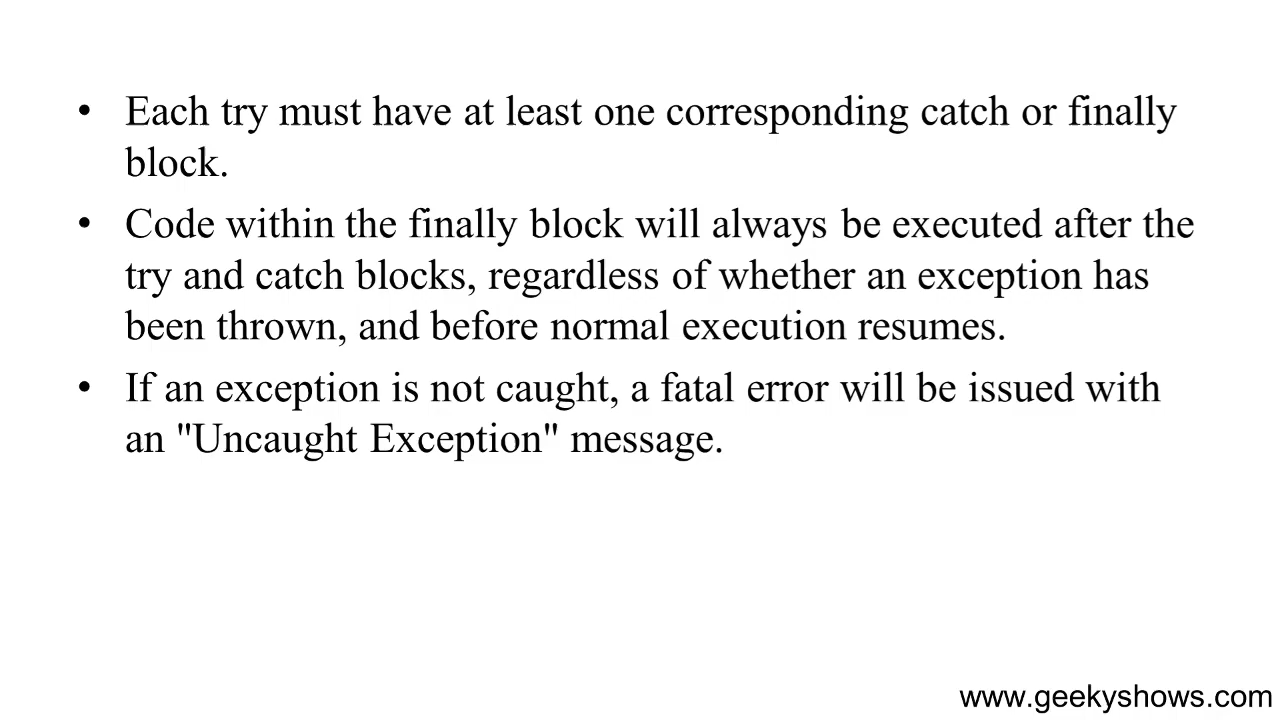 • Each try must have at least one corresponding catch or finally
block.
• Code within the finally block will always be executed after the
try and catch blocks, regardless of whether an exception has
been thrown, and before normal execution resumes.
• If an exception is not caught, a fatal error will be issued with
an "Uncaught Exception" message.
www.geekyshows.com